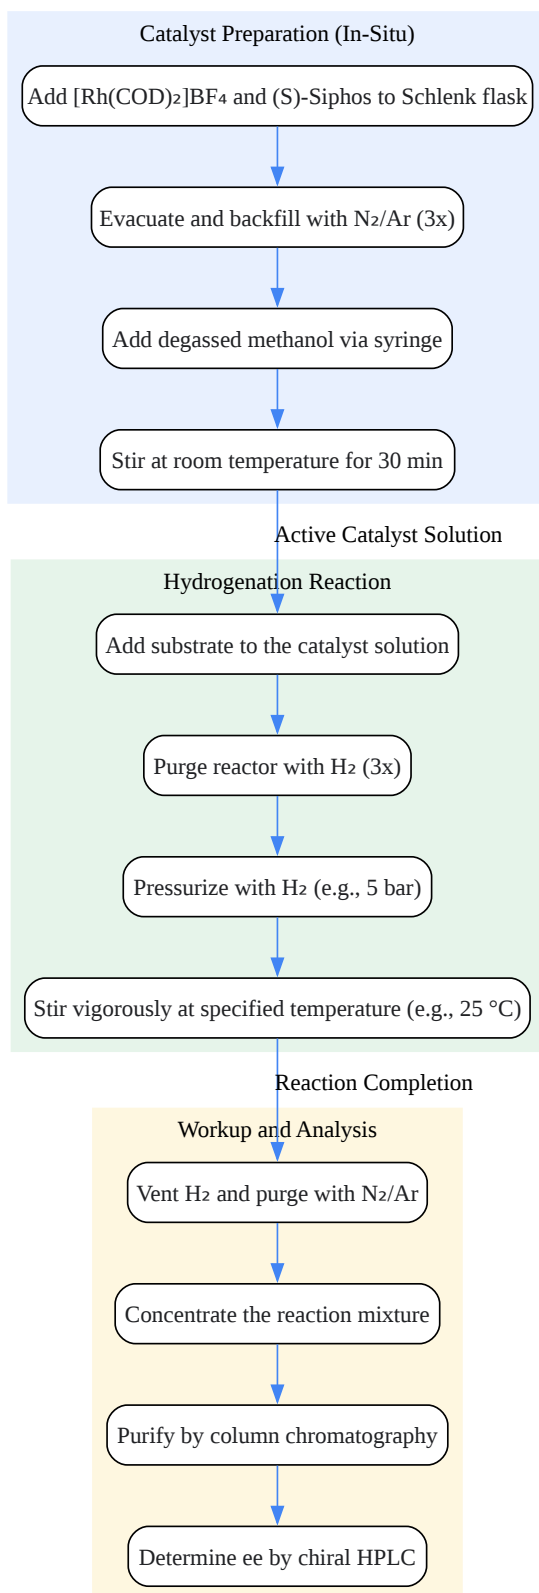 Catalyst Preparation (In-Situ)
Add [Rh(COD)₂]BF₄ and (S)-Siphos to Schlenk flask
Evacuate and backfill with N₂/Ar (3x)
Add degassed methanol via syringe
Stir at room temperature for 30 min
Active Catalyst Solution
Hydrogenation Reaction
Add substrate to the catalyst solution
Purge reactor with H₂ (3x)
Pressurize with H₂ (e.g., 5 bar)
Stir vigorously at specified temperature (e.g., 25 °C)
Reaction Completion
Workup and Analysis
Vent H₂ and purge with N₂/Ar
Concentrate the reaction mixture
Purify by column chromatography
Determine ee by chiral HPLC